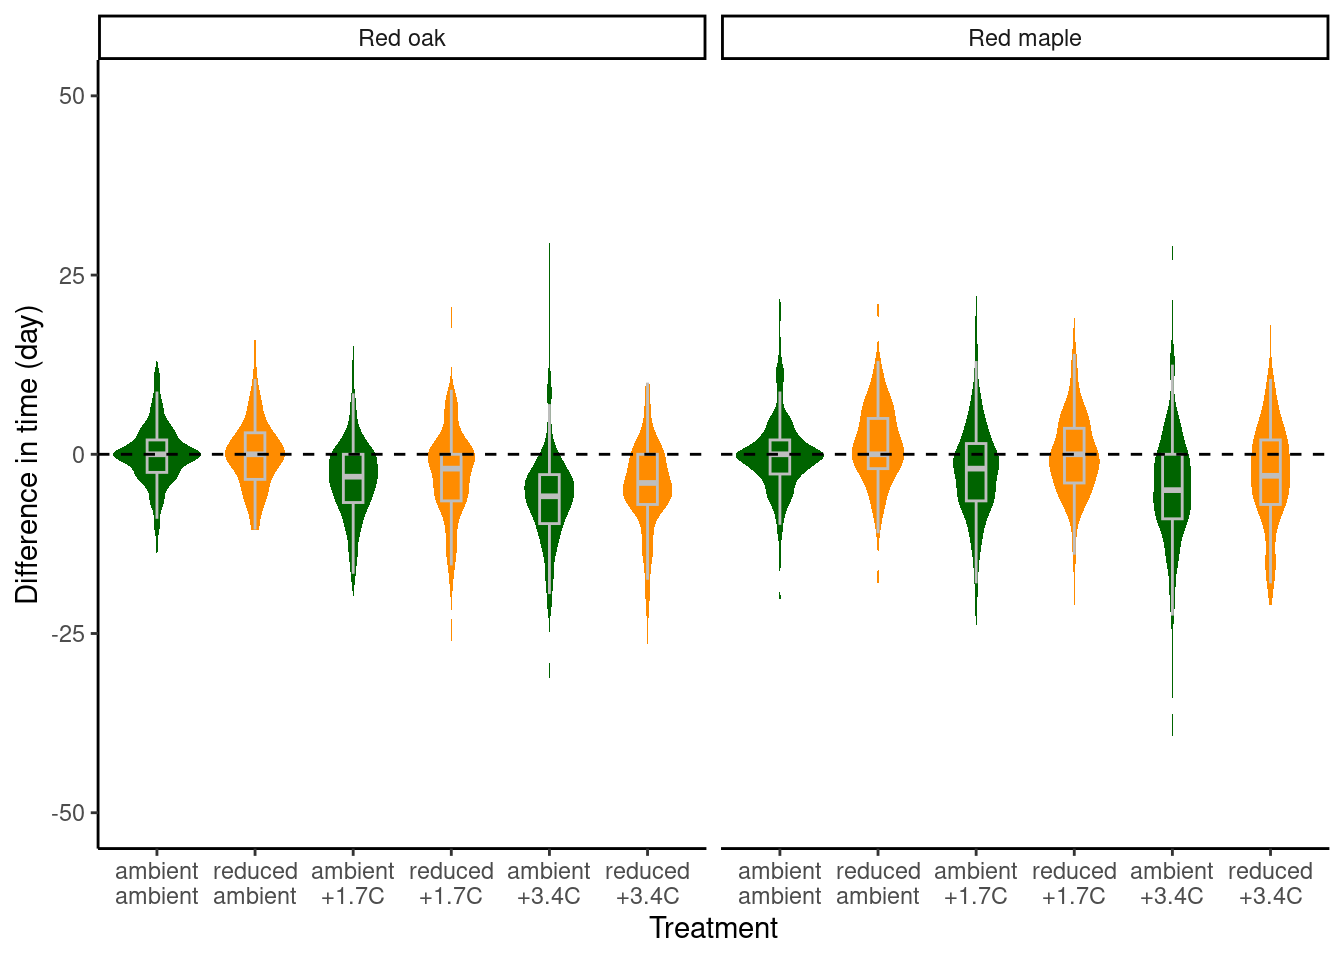 Red oak
Red maple
50
25
0
-25
-50
Difference in time (day)
ambient reduced ambient reduced ambient reduced ambient reduced ambient reduced ambient reduced
ambient ambient +1.7C +1.7C +3.4C +3.4C ambient ambient +1.7C +1.7C +3.4C +3.4C
Treatment